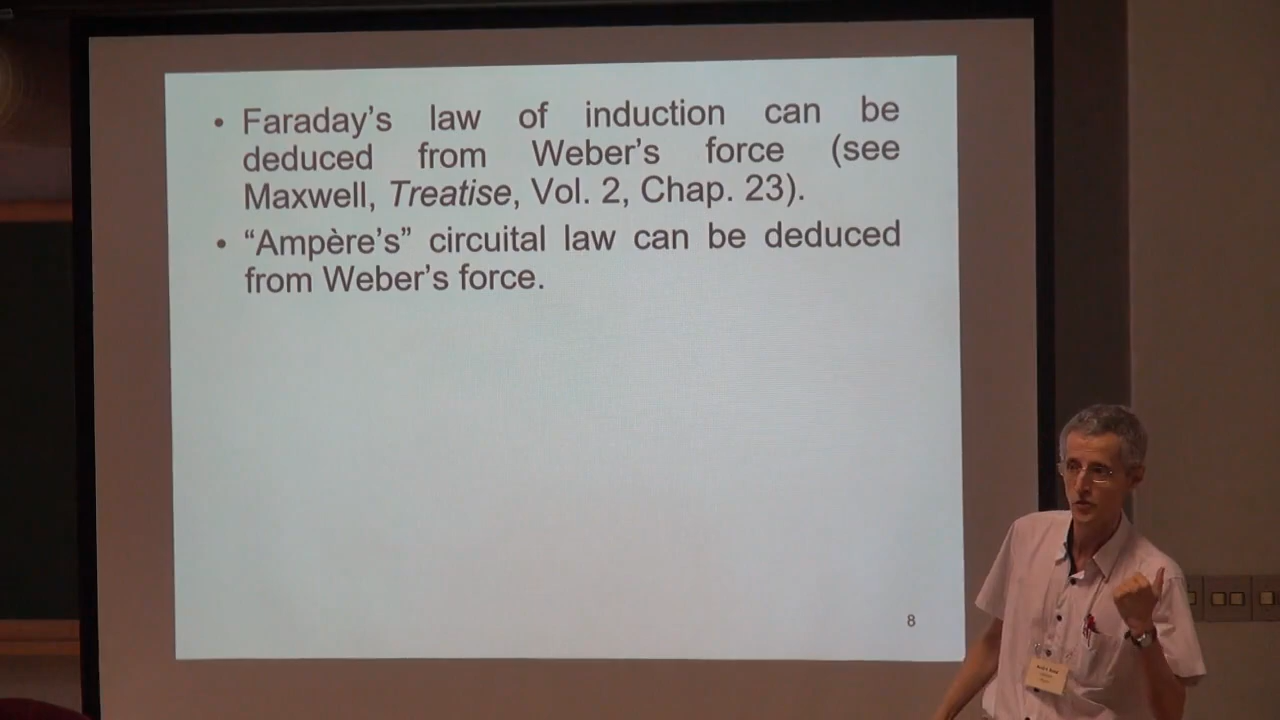 • Faraday's law of induction can be
deduced from Weber's force (see
Maxwell, Treatise, Vol. 2, Chap. 23).
• “Ampère's” circuital law can be deduced
from Weber's force.
8